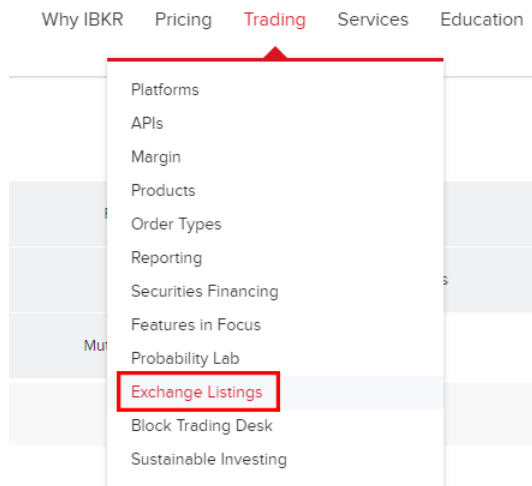 Why IBKR Pricing Trading Services Education
Platforms
APIs
Margin
Products
Order Types
Reporting
Securities Financing
Features in Focus
Probability Lab
Exchange Listings
Block Trading Desk
Sustainable Investing